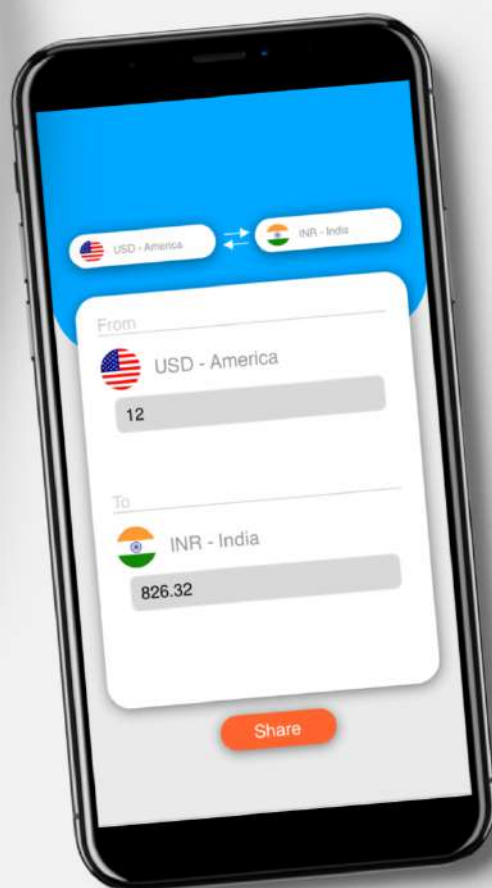 USD - America
INR - India
From
USD - America
12
To
INR - India
826.32
Share